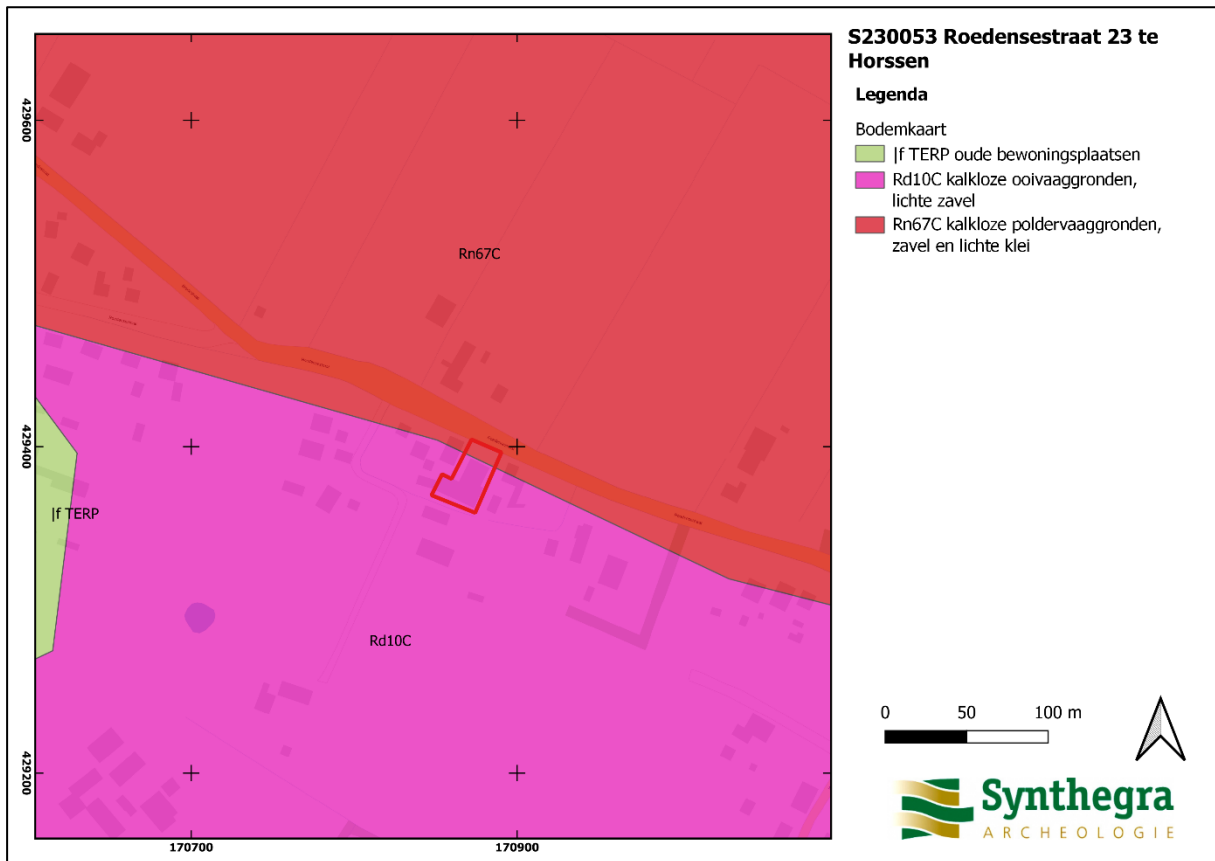 S230053 Roedensestraat 23 te
Horssen
Legenda
Bodemkaart
|f TERP oude bewoningsplaatsen
Rd10C kalkloze ooivaaggronden,
lichte zavel
Rn67C kalkloze poldervaaggronden,
zavel en lichte klei
429600
429400
429200
170700
170900
Rn67C
|f TERP
Rd10C
0 50 100 m
Synthegra
ARCHEOLOGIE